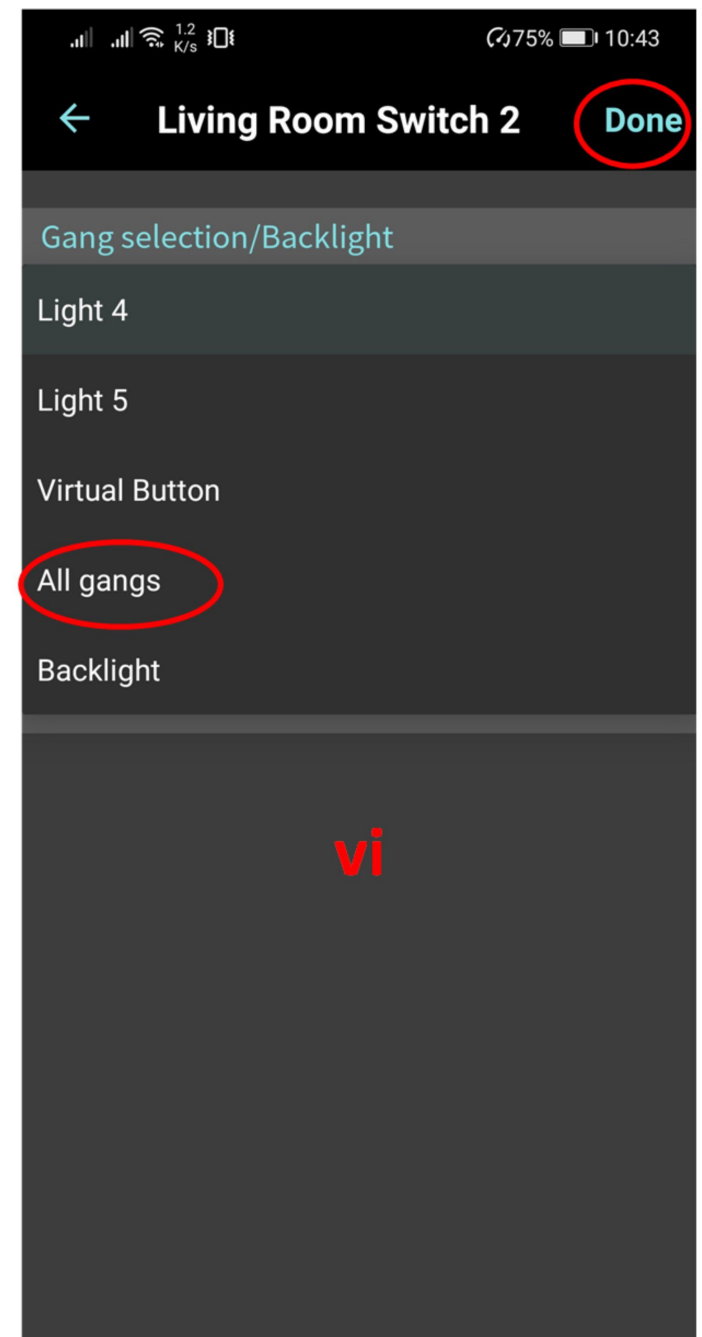 1.2
K/s
75%
10:43
Living Room Switch 2
Done
Gang selection/Backlight
Light 4
Light 5
Virtual Button
All gangs
Backlight
vi